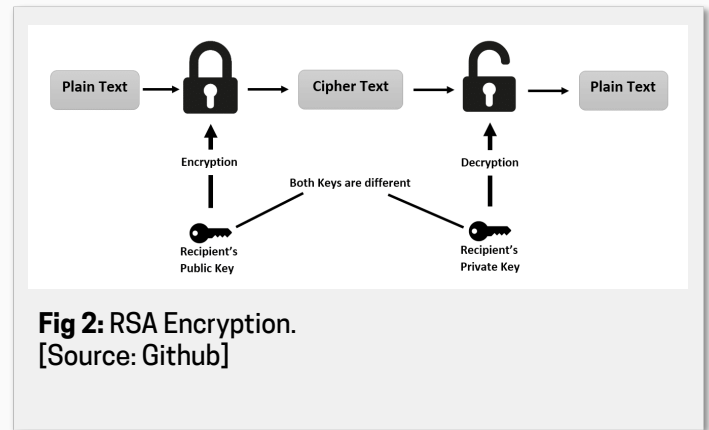 Plain Text
Cipher Text
Plain Text
Encryption
Decryption
Both Keys are different
Recipient's
Public Key
Recipient's
Private Key
Fig 2: RSA Encryption.
[Source: Github]